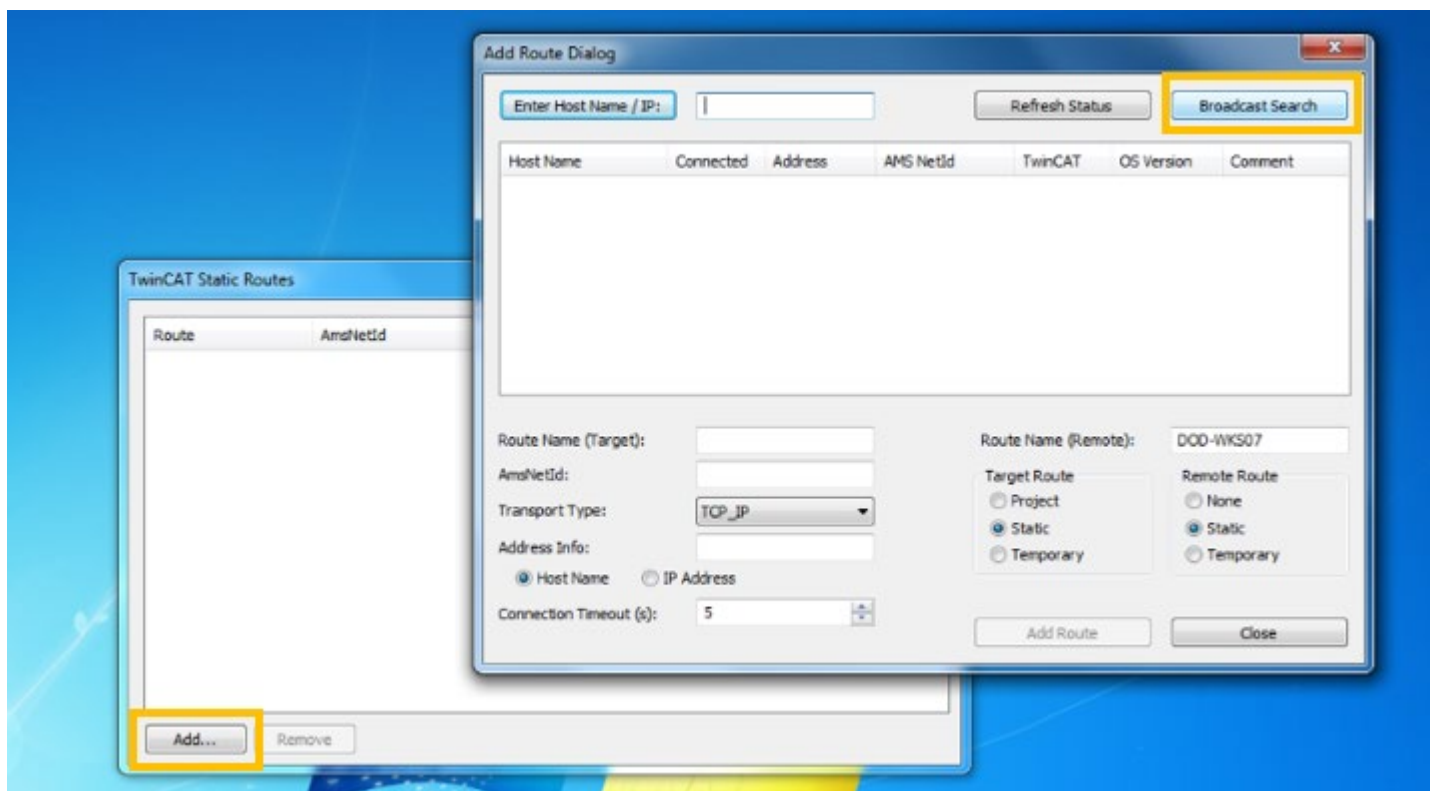 Add Route Dialog
Enter Host Name / IP: Refresh Status Broadcast Search
Host Name Connected Address AMS NetId TwinCAT OS Version Comment
TwinCAT Static Routes
Route AmsNetId
Route Name (Target): Route Name (Remote): DOD-WKS07
AmsNetId: Target Route Remote Route
Transport Type: TCP_IP Project None
Static Static
Address Info: Temporary Temporary
Host Name IP Address
Connection Timeout (s): 5
Add Route Close
Add... Remove